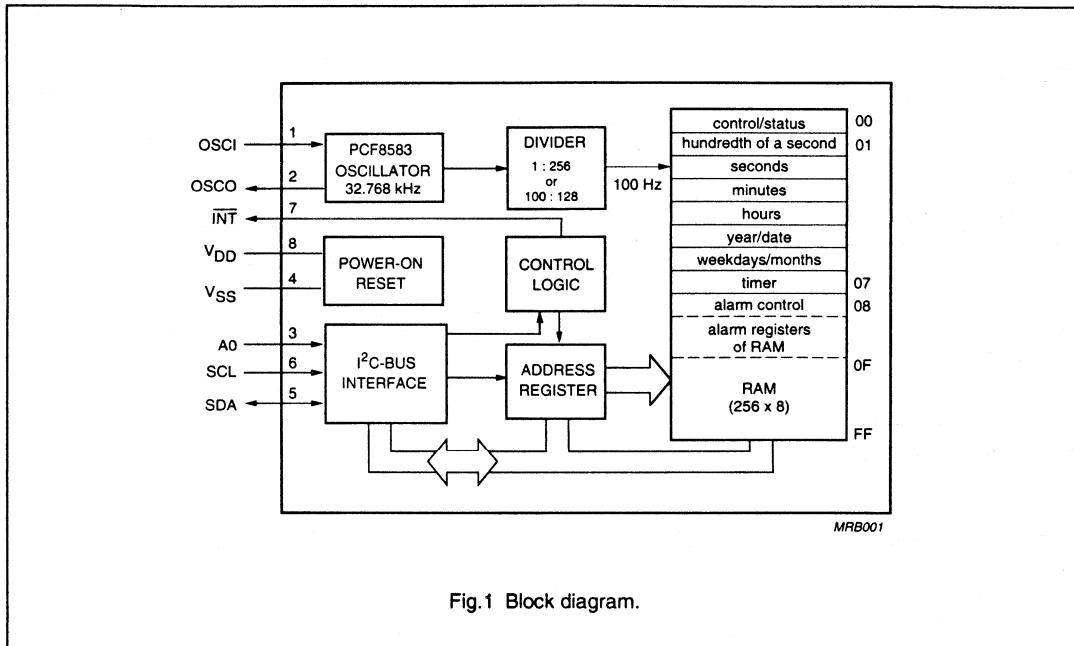 OSCI
1
OSCO
2
INT
7
VDD
8
VSS
4
A0
3
SCL
6
SDA
5
PCF8583
OSCILLATOR
32.768 kHz
DIVIDER
1 : 256
or
100 : 128
100 Hz
POWER-ON
RESET
CONTROL
LOGIC
I2C-BUS
INTERFACE
ADDRESS
REGISTER
control/status 00
hundredth of a second 01
seconds
minutes
hours
year/date
weekdays/months
timer 07
alarm control 08
alarm registers
of RAM
0F
RAM
(256 x 8)
FF
MRB001
Fig.1 Block diagram.